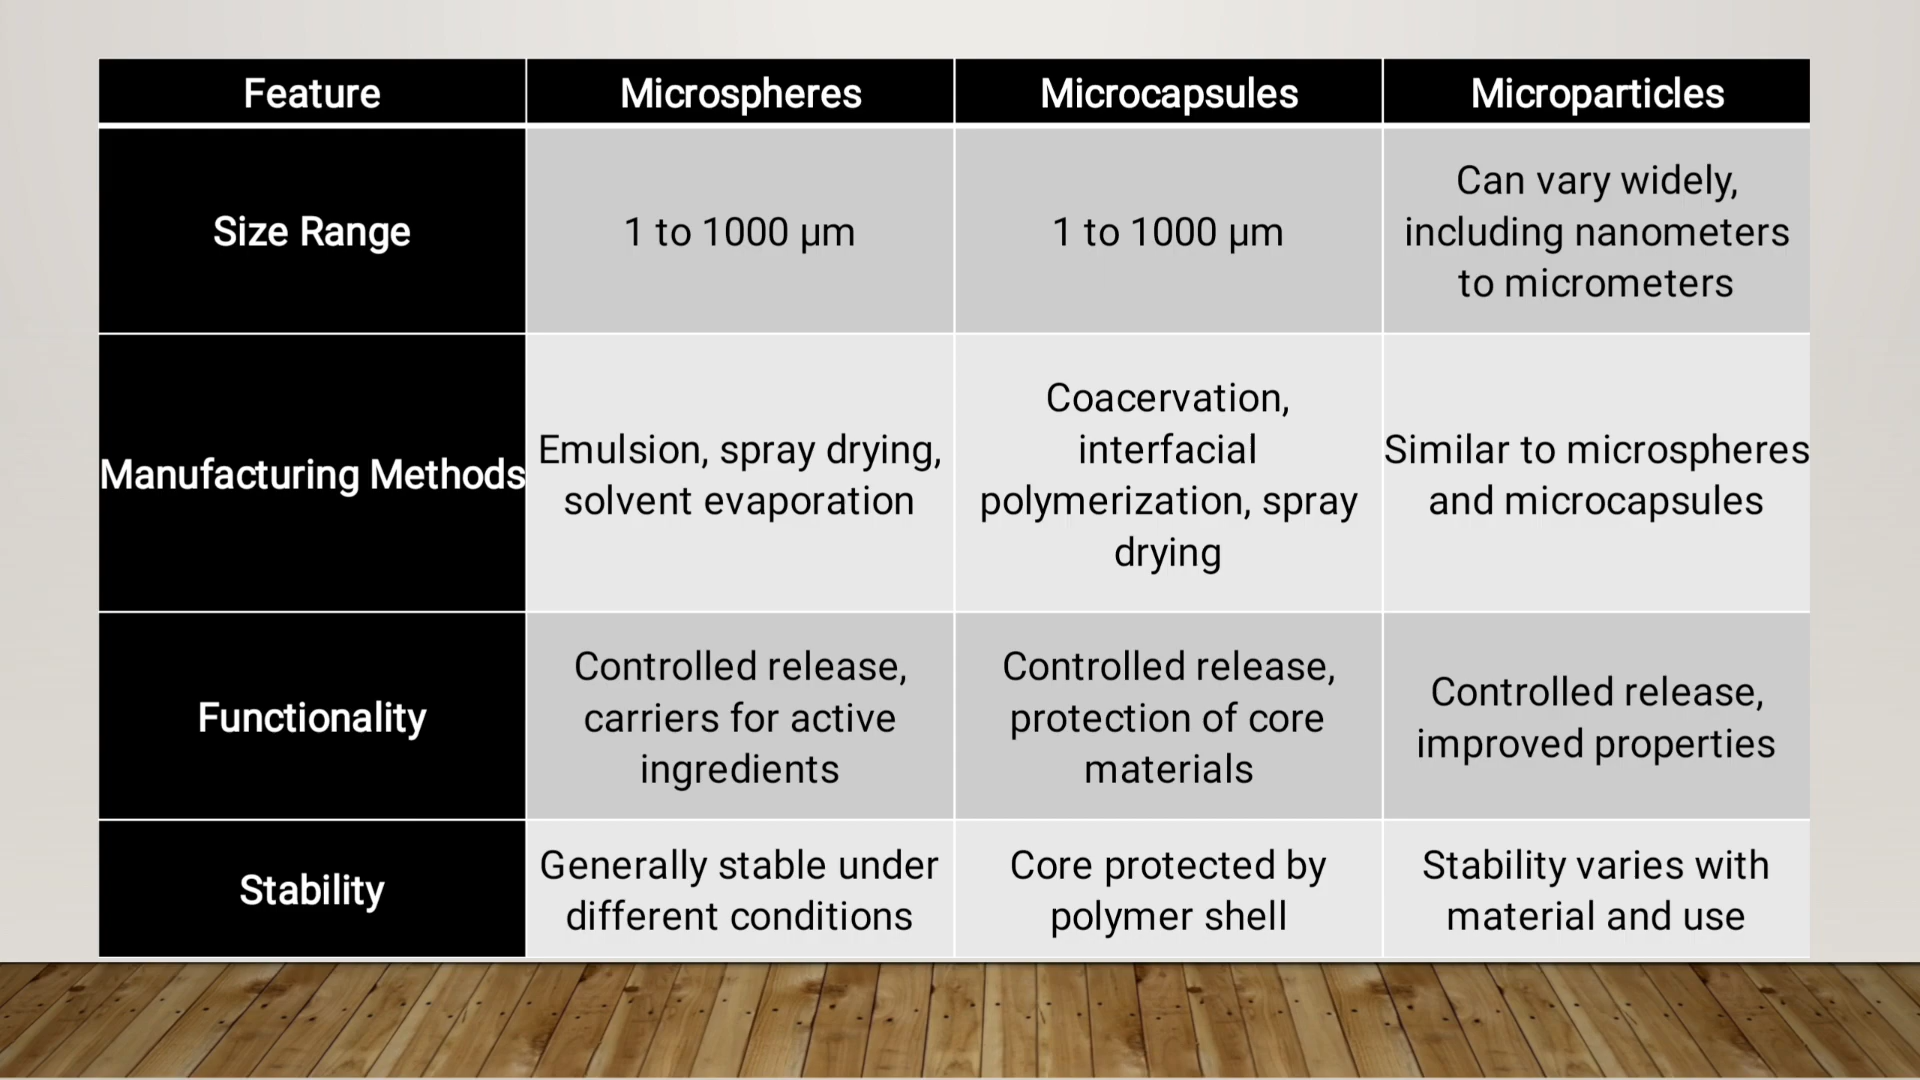 Feature
Microspheres
Microcapsules
Microparticles
Size Range
1 to 1000 µm
1 to 1000 µm
Can vary widely,
including nanometers
to micrometers
Manufacturing Methods
Emulsion, spray drying,
solvent evaporation
Coacervation,
interfacial
polymerization, spray
drying
Similar to microspheres
and microcapsules
Functionality
Controlled release,
carriers for active
ingredients
Controlled release,
protection of core
materials
Controlled release,
improved properties
Stability
Generally stable under
different conditions
Core protected by
polymer shell
Stability varies with
material and use